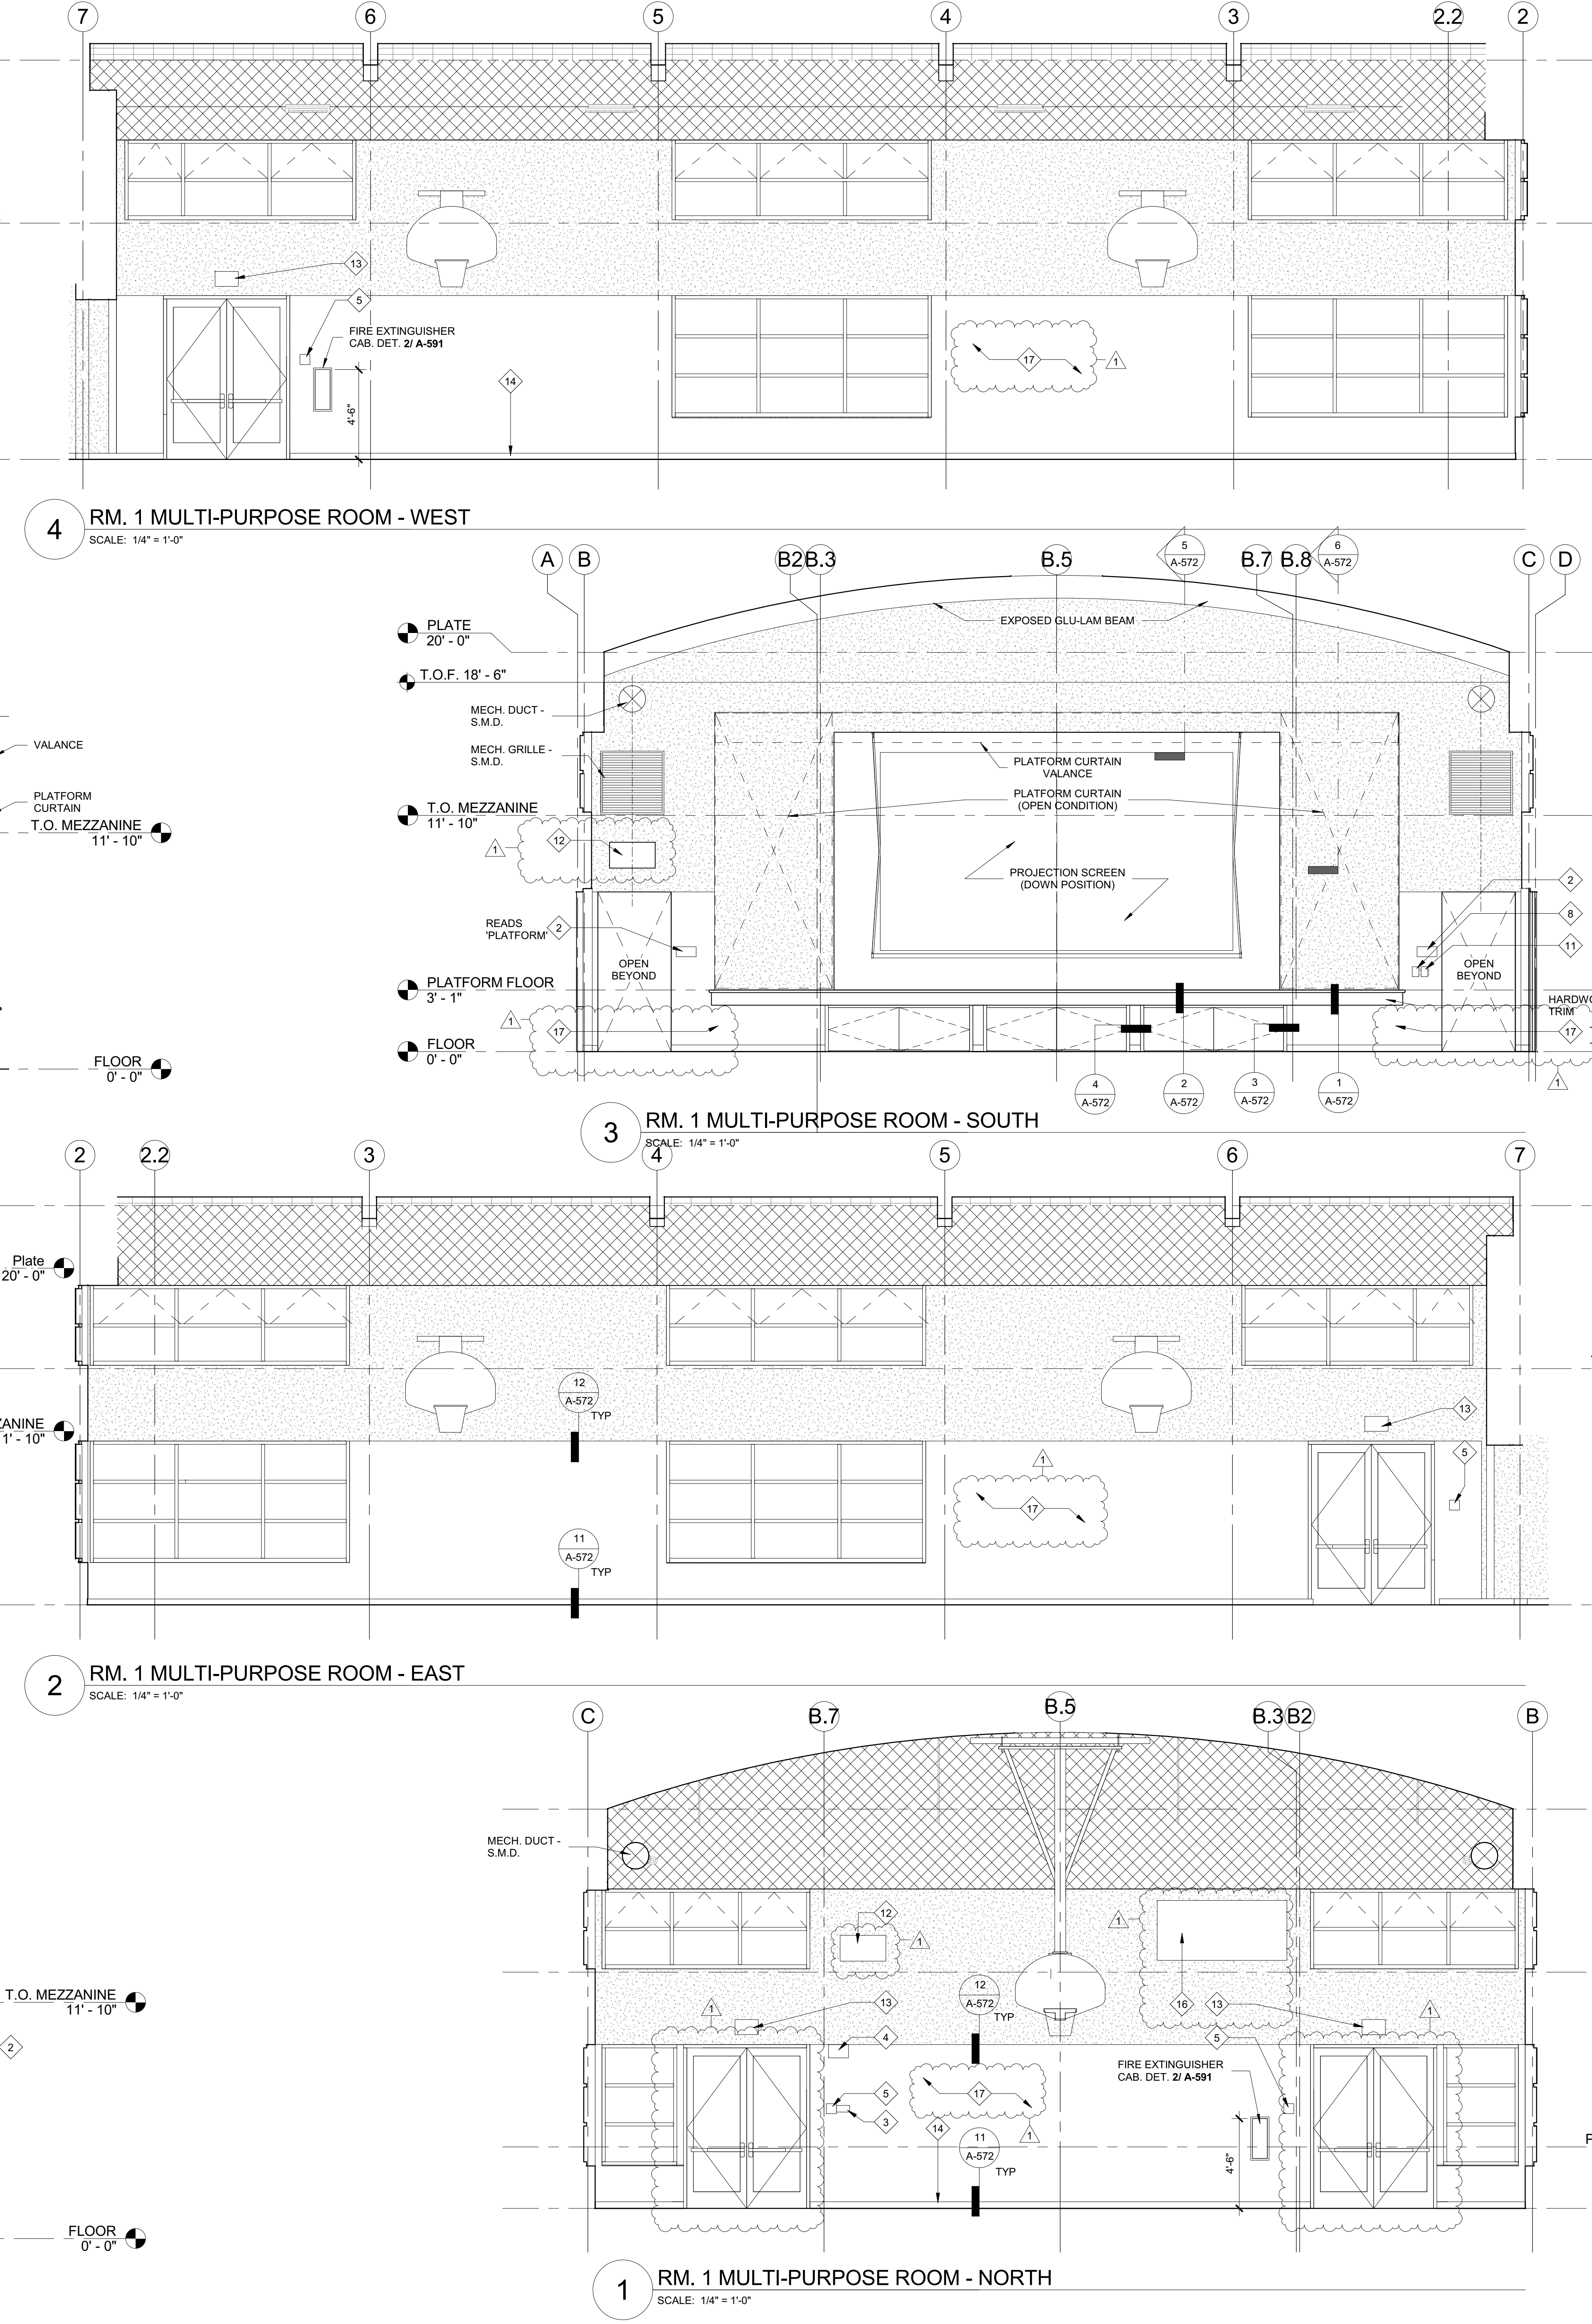 7
6
5
4
3
2.2
2
13
5
FIRE EXTINGUISHER
CAB. DET. 2/ A-591
4'-6"
14
17
1
4
RM. 1 MULTI-PURPOSE ROOM - WEST
SCALE: 1/4" = 1'-0"
A
B
B2
B.3
B.5
5
A-572
B.7
B.8
6
A-572
C
D
PLATE
20' - 0"
EXPOSED GLU-LAM BEAM
T.O.F. 18' - 6"
MECH. DUCT -
S.M.D.
MECH. GRILLE -
S.M.D.
VALANCE
PLATFORM
CURTAIN
T.O. MEZZANINE
11' - 10"
PLATFORM CURTAIN
VALANCE
PLATFORM CURTAIN
(OPEN CONDITION)
T.O. MEZZANINE
11' - 10"
1
12
PROJECTION SCREEN
(DOWN POSITION)
2
8
11
READS
'PLATFORM'
2
OPEN
BEYOND
OPEN
BEYOND
PLATFORM FLOOR
3' - 1"
HARDWO
TRIM
1
17
17
1
FLOOR
0' - 0"
FLOOR
0' - 0"
4
A-572
2
A-572
3
A-572
1
A-572
3
RM. 1 MULTI-PURPOSE ROOM - SOUTH
SCALE: 1/4" = 1'-0"
2
2.2
3
4
5
6
7
Plate
20' - 0"
12
A-572
TYP
13
ZANINE
1' - 10"
1
17
5
11
A-572
TYP
2
RM. 1 MULTI-PURPOSE ROOM - EAST
SCALE: 1/4" = 1'-0"
C
B.7
B.5
B.3
B2
B
MECH. DUCT -
S.M.D.
12
1
1
16
T.O. MEZZANINE
11' - 10"
12
A-572
TYP
13
13
1
1
4
5
2
FIRE EXTINGUISHER
CAB. DET. 2/ A-591
5
3
17
1
14
11
A-572
TYP
4'-6"
P
FLOOR
0' - 0"
1
RM. 1 MULTI-PURPOSE ROOM - NORTH
SCALE: 1/4" = 1'-0"